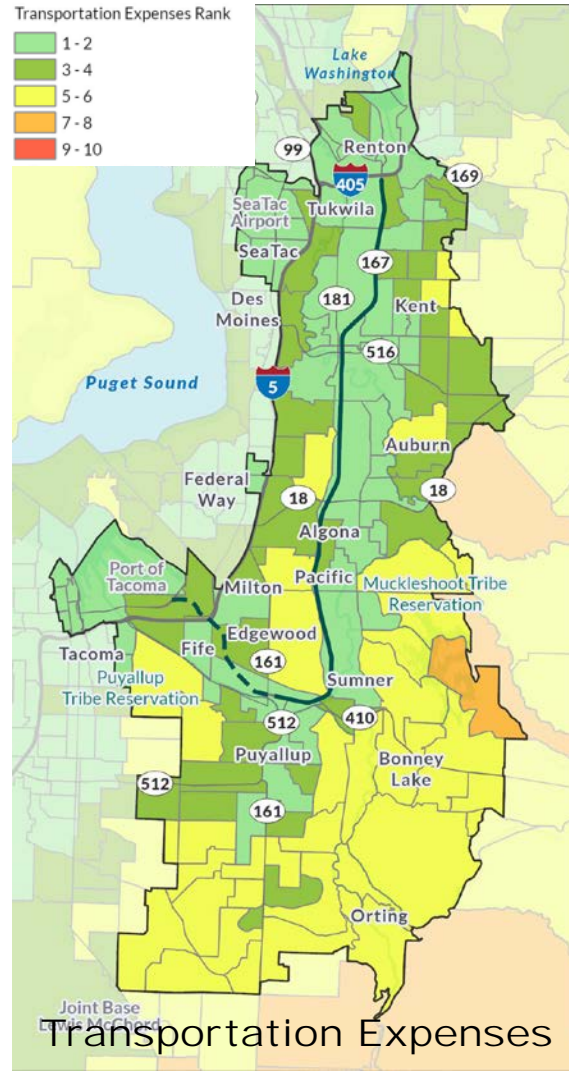 Transportation Expenses Rank
1 - 2
3 - 4
5 - 6
7 - 8
9 - 10
Lake
Washington
99
Renton
405
169
SeaTac
Airport
Tukwila
SeaTac
167
Des
Moines
181
Kent
516
Puget Sound
5
Auburn
Federal
Way
18
18
Algona
Port of
Tacoma
Milton
Pacific
Muckleshoot Tribe
Reservation
Edgewood
Fife
161
Tacoma
Sumner
Puyallup
Tribe Reservation
512
410
Puyallup
Bonney
Lake
512
161
Orting
Joint Base
Lewis McChord
Transportation Expenses